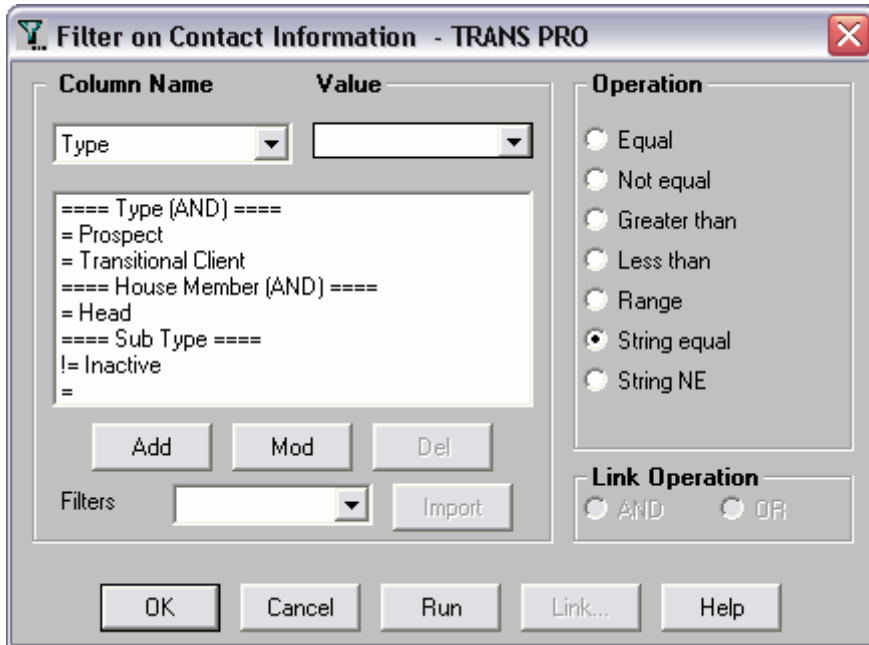 Filter on Contact Information - TRANS PRO
Column Name Value
Type
==== Type (AND) ====
= Prospect
= Transitional Client
==== House Member (AND) ====
= Head
==== Sub Type ====
!= Inactive
=
Add Mod Del
Filters Import
Operation
Equal
Not equal
Greater than
Less than
Range
String equal
String NE
Link Operation
AND OR
OK Cancel Run Link... Help